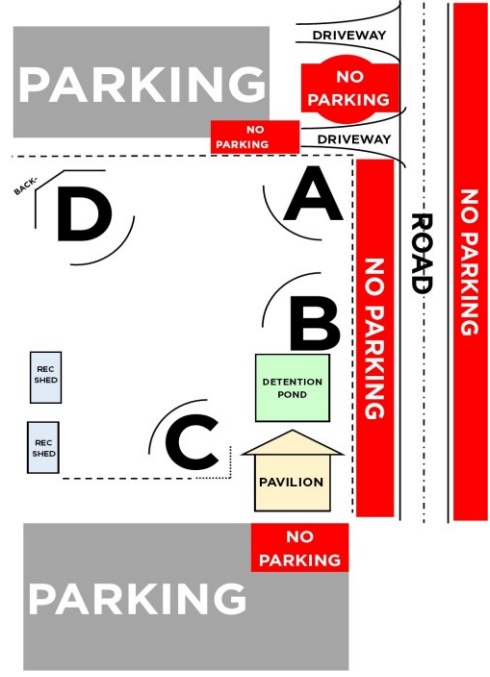 DRIVEWAY
PARKING
NO
PARKING
NO
PARKING
DRIVEWAY
BACK-
D
A
ROAD
NO PARKING
NO PARKING
B
REC
SHED
DETENTION
POND
C
REC
SHED
PAVILION
NO
PARKING
PARKING